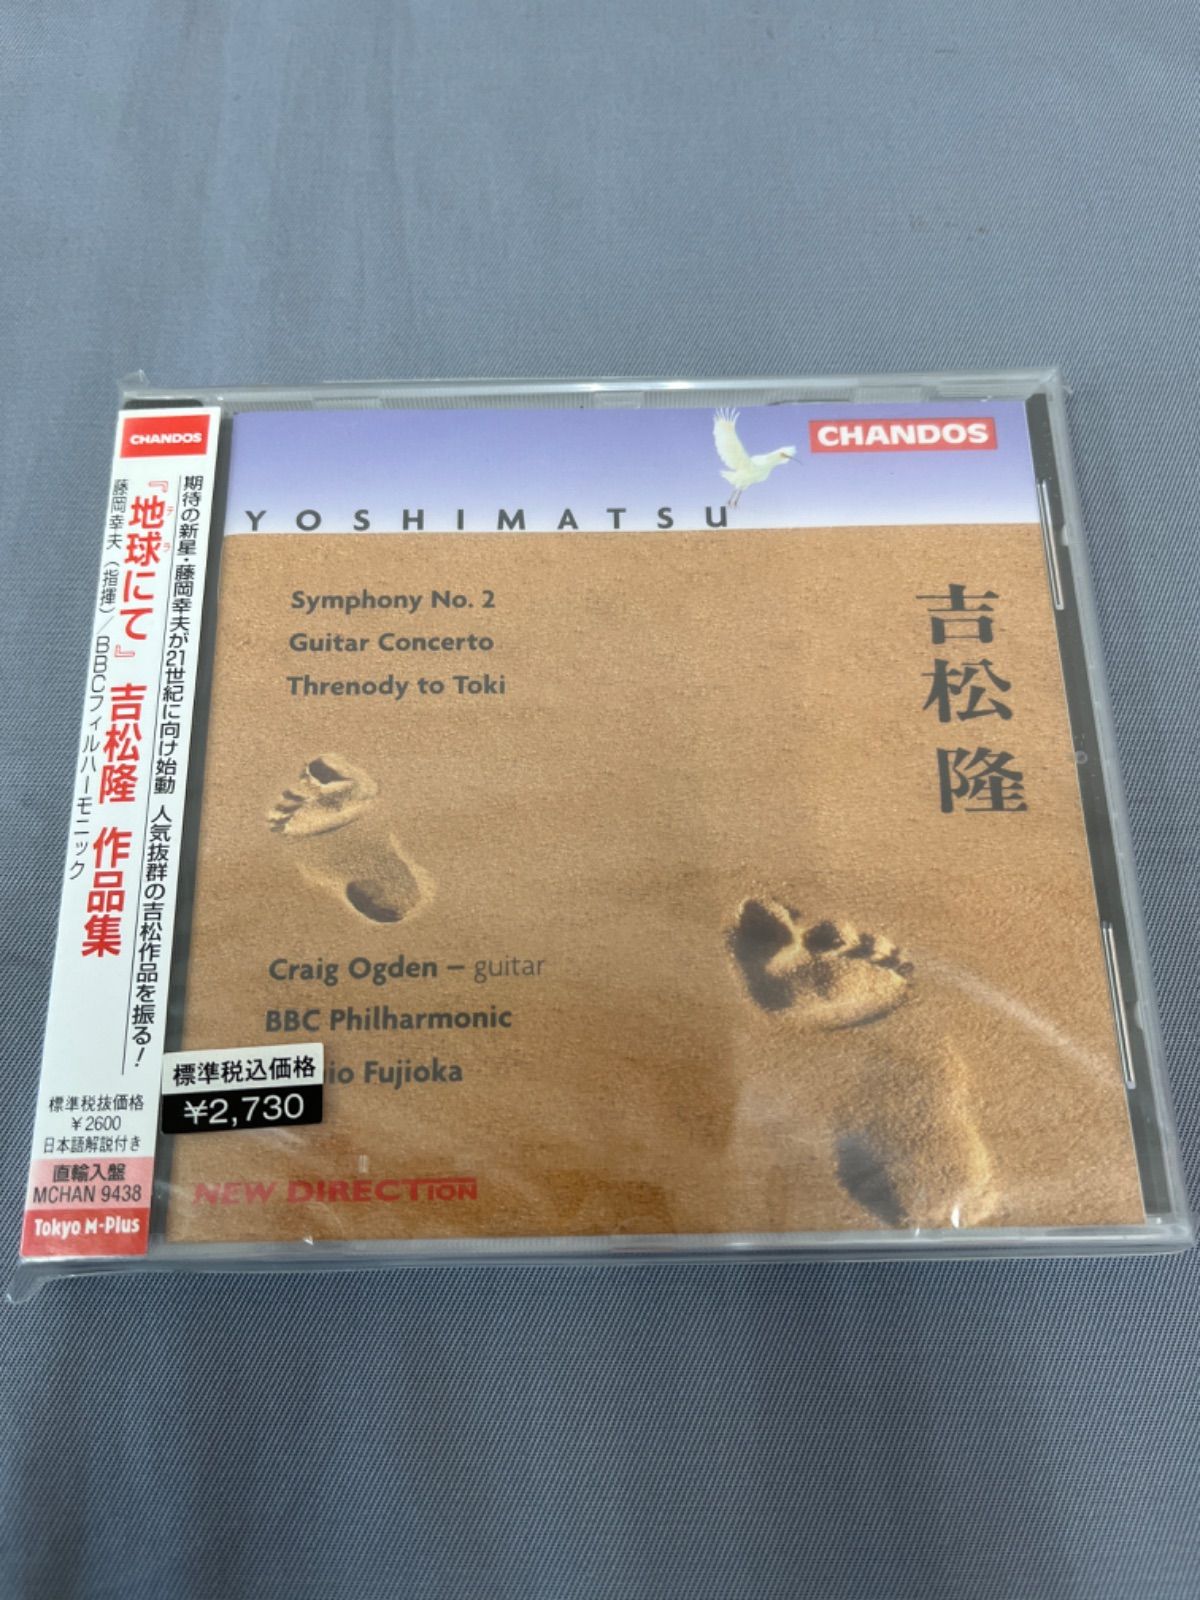 CHANDOS
期待の新星・藤岡幸夫が21世紀に向け始動 人気抜群の吉松作品を振る!
『地球にて』 吉松隆 作品集
テラ
藤岡幸夫(指揮)/BBCフィルハーモニック
標準税抜価格
¥2600
日本語解説付き
直輸入盤
MCHAN 9438
Tokyo M-Plus
CHANDOS
YOSHIMATSU
Symphony No. 2
Guitar Concerto
Threnody to Toki
吉松隆
Craig Ogden – guitar
BBC Philharmonic
Fujioka
標準税込価格
¥2,730
NEW DIRECTION